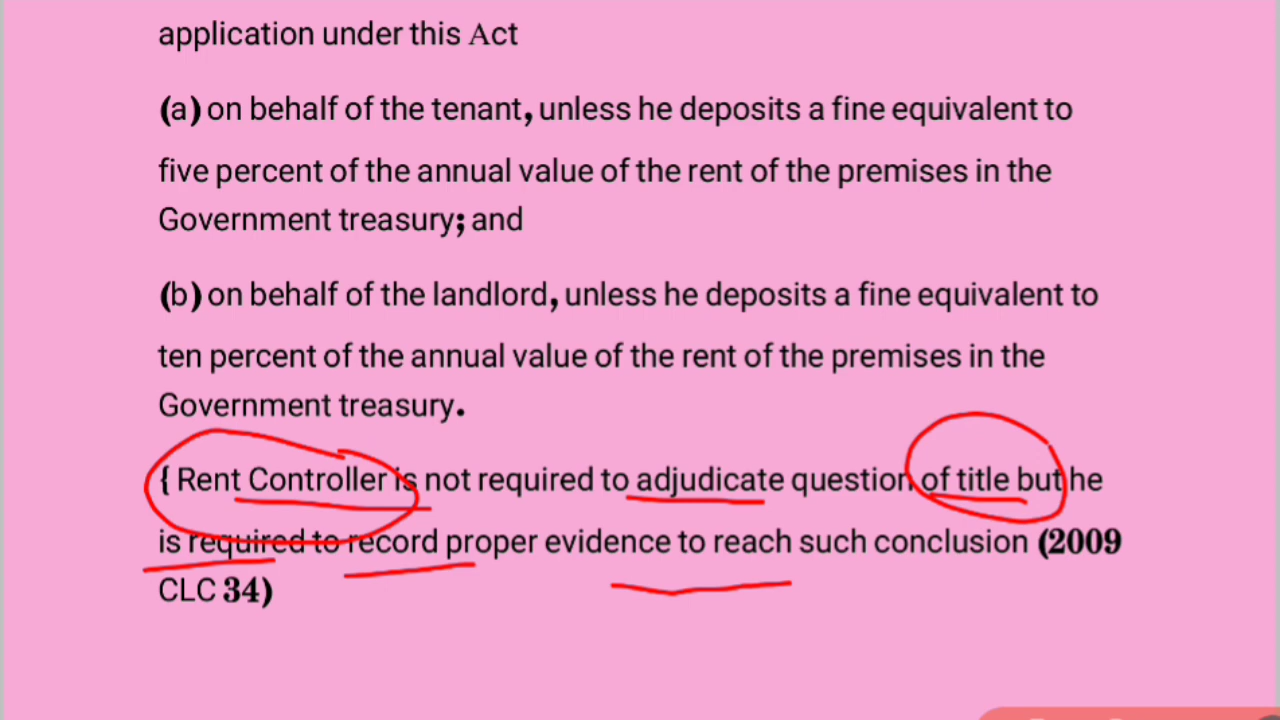 application under this Act
(a) on behalf of the tenant, unless he deposits a fine equivalent to
five percent of the annual value of the rent of the premises in the
Government treasury; and
(b) on behalf of the landlord, unless he deposits a fine equivalent to
ten percent of the annual value of the rent of the premises in the
Government treasury.
{ Rent Controller is not required to adjudicate question of title but he
is required to record proper evidence to reach such conclusion (2009
CLC 34)